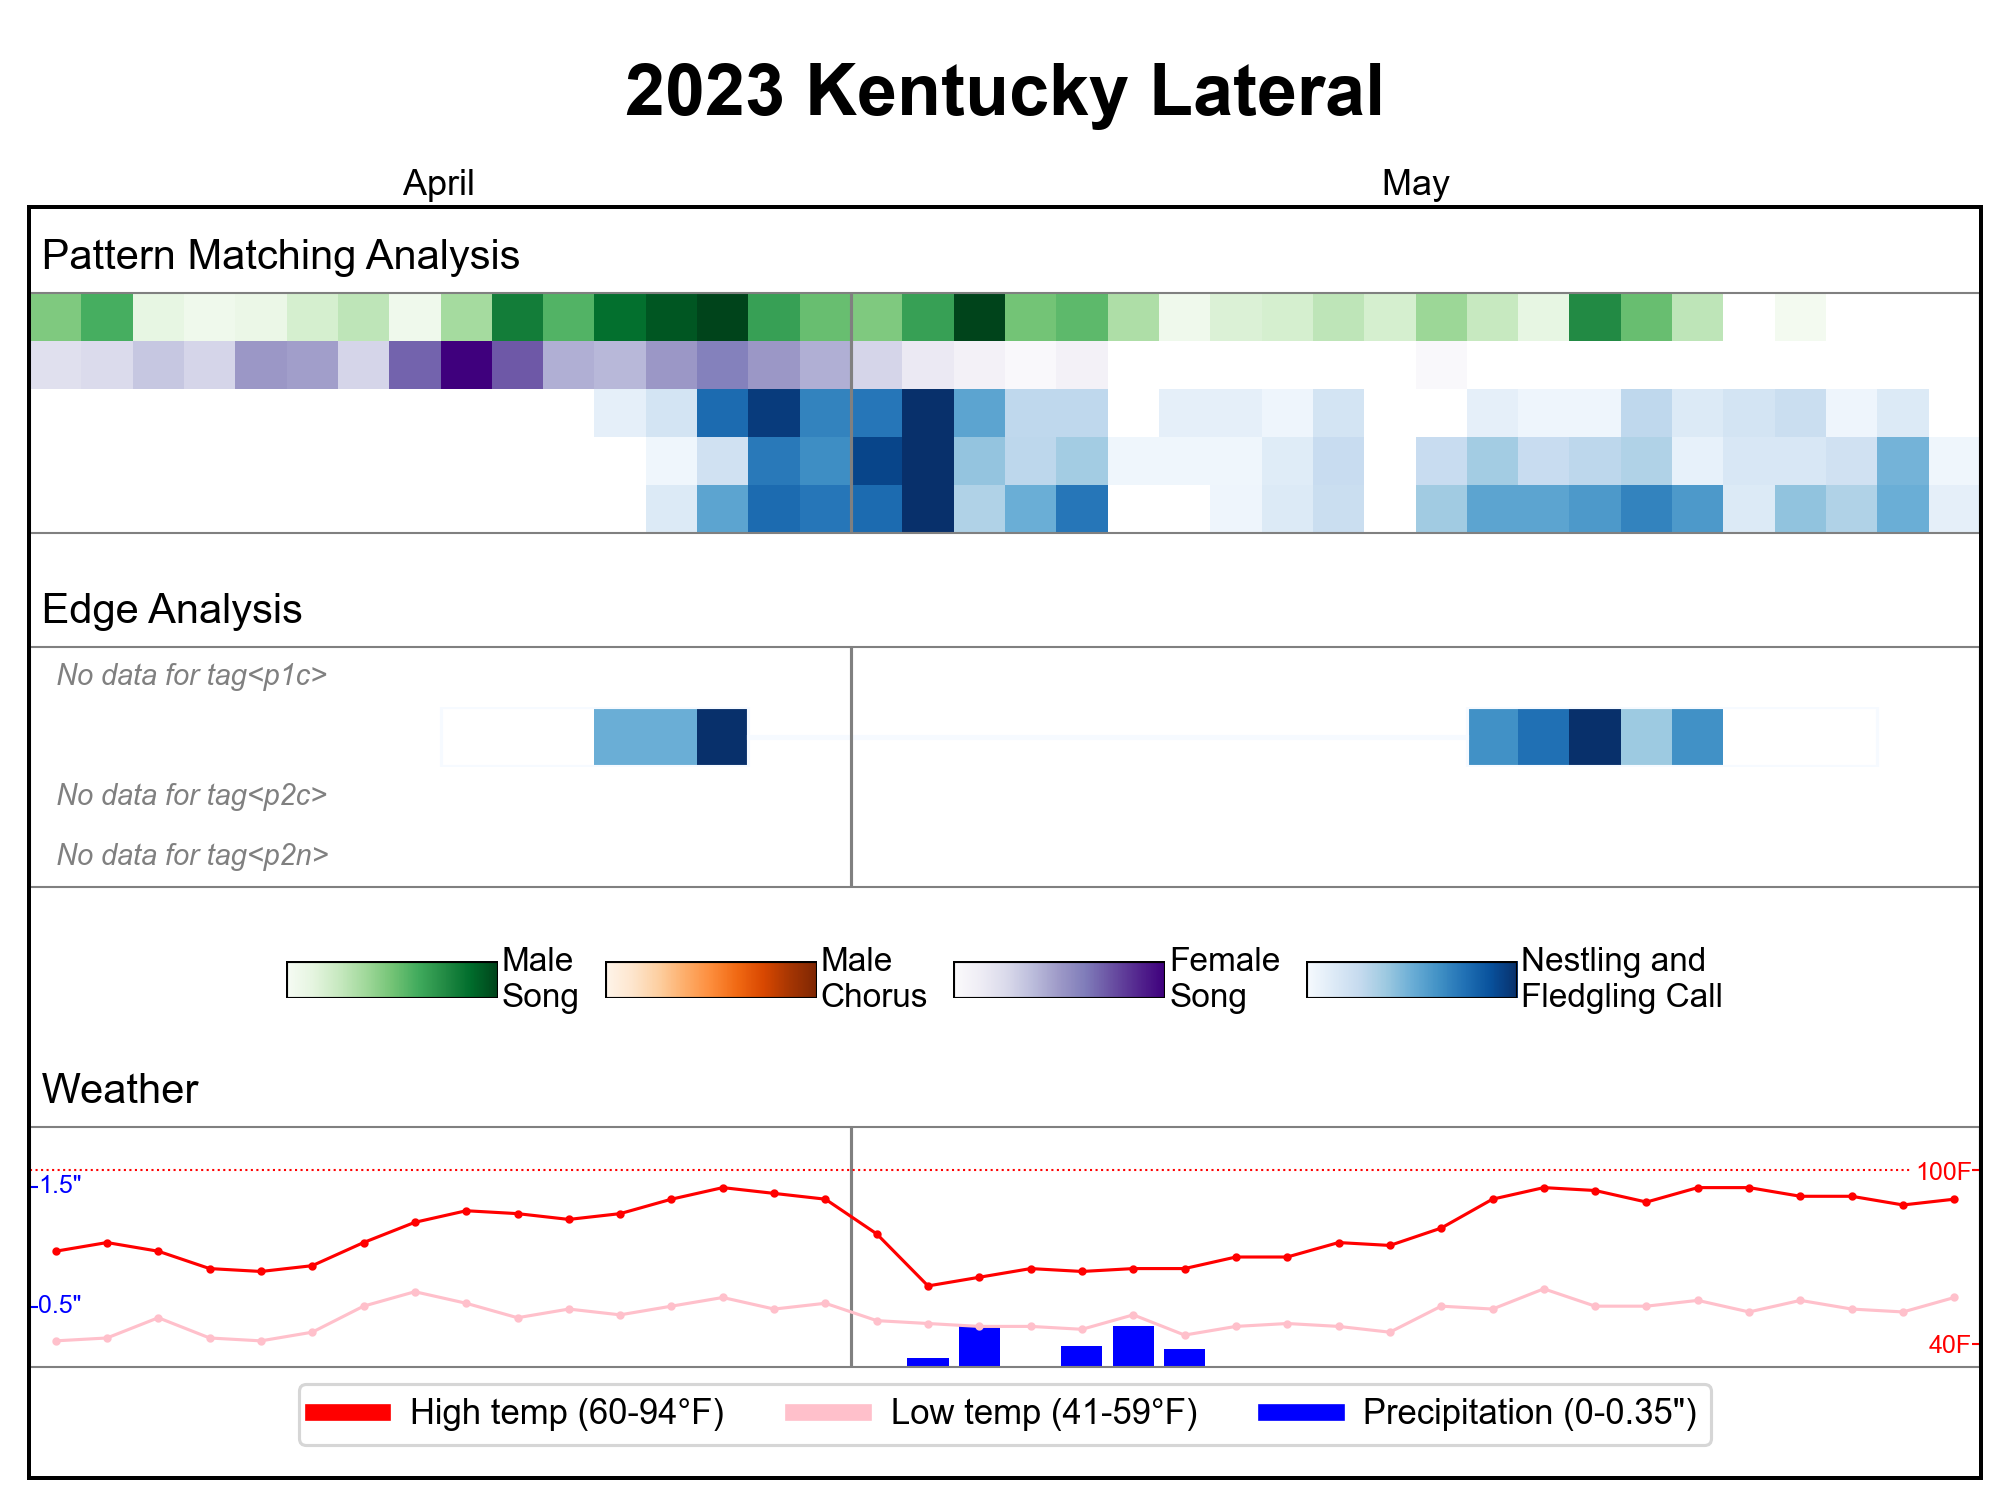 2023 Kentucky Lateral
April May
Pattern Matching Analysis
Edge Analysis
No data for tag<p1c>
No data for tag<p2c>
No data for tag<p2n>
Male
Song
Male
Chorus
Female
Song
Nestling and
Fledgling Call
Weather
100F
1.5"
0.5"
40F
High temp (60-94°F) Low temp (41-59°F) Precipitation (0-0.35")